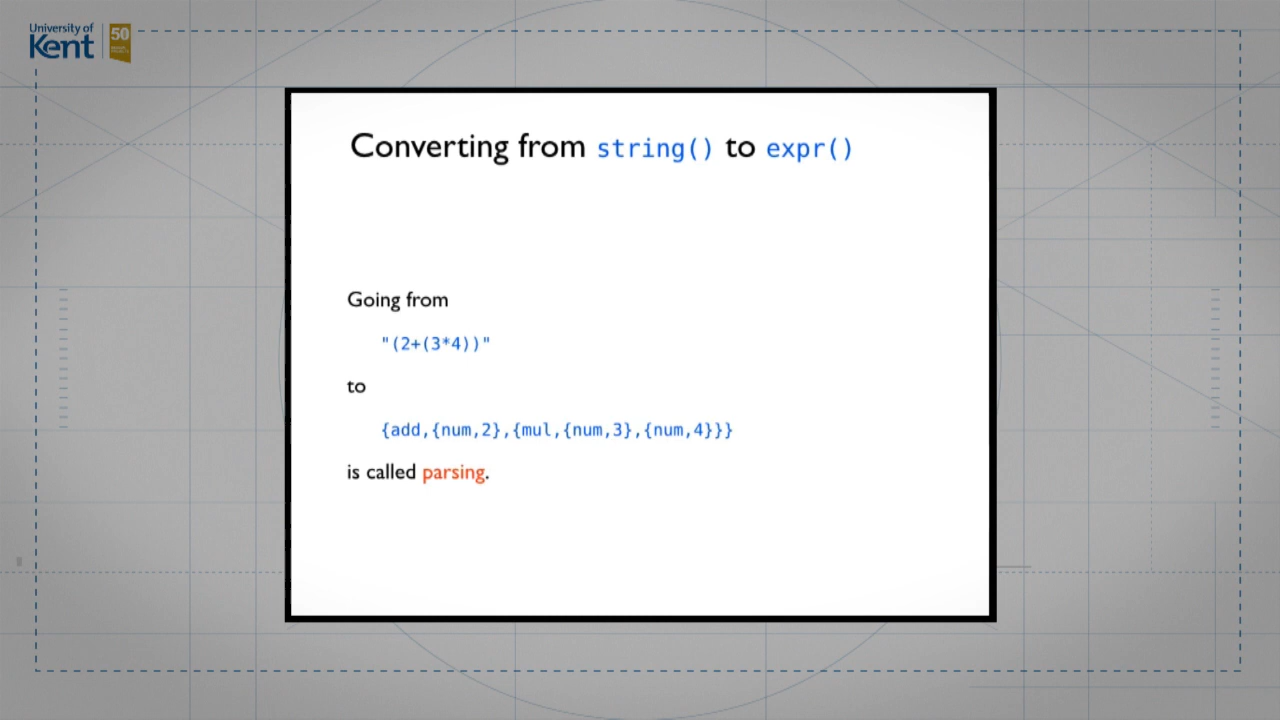 University of
Kent
50
Converting from string() to expr()
Going from
"(2+(3*4))"
to
{add,{num,2},{mul,{num,3},{num,4}}}
is called parsing.